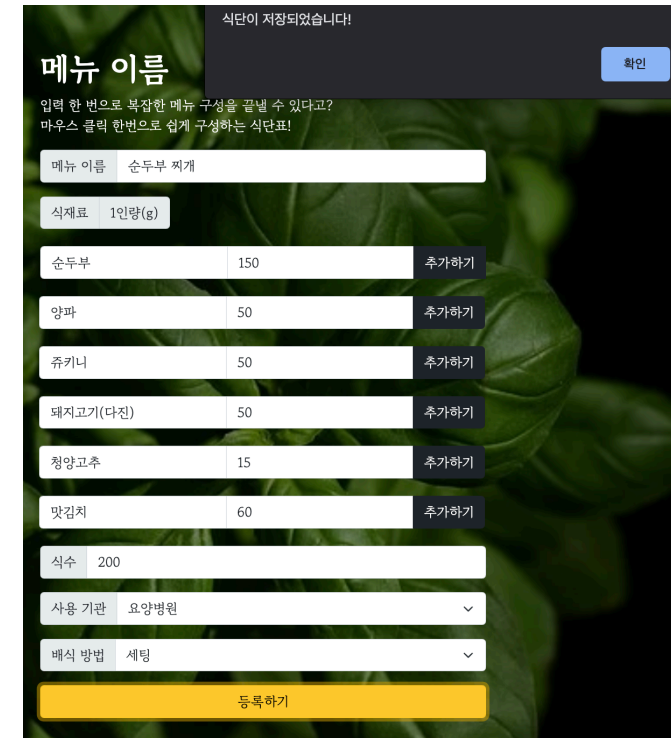 식단이 저장되었습니다!
확인
메뉴 이름
입력 한 번으로 복잡한 메뉴 구성을 끝낼 수 있다고?
마우스 클릭 한번으로 쉽게 구성하는 식단표!
메뉴 이름 순두부 찌개
식재료 1인량(g)
순두부 150 추가하기
양파 50 추가하기
쥬키니 50 추가하기
돼지고기(다진) 50 추가하기
청양고추 15 추가하기
맛김치 60 추가하기
식수 200
사용 기관 요양병원
배식 방법 세팅
등록하기